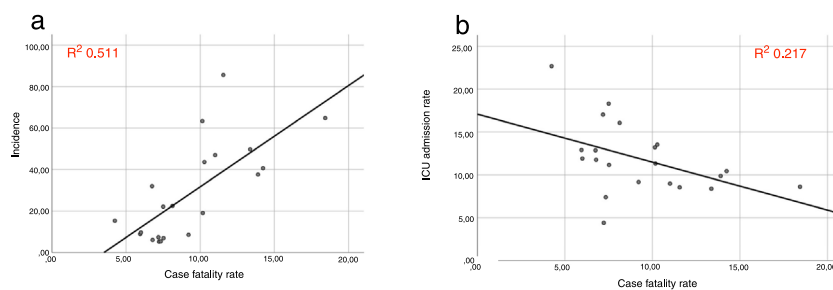 a
R² 0.511
100,00
80,00
60,00
40,00
20,00
,00
Incidence
,00 5,00 10,00 15,00 20,00
Case fatality rate
b
R² 0.217
25,00
20,00
15,00
10,00
5,00
,00
ICU admission rate
,00 5,00 10,00 15,00 20,00
Case fatality rate